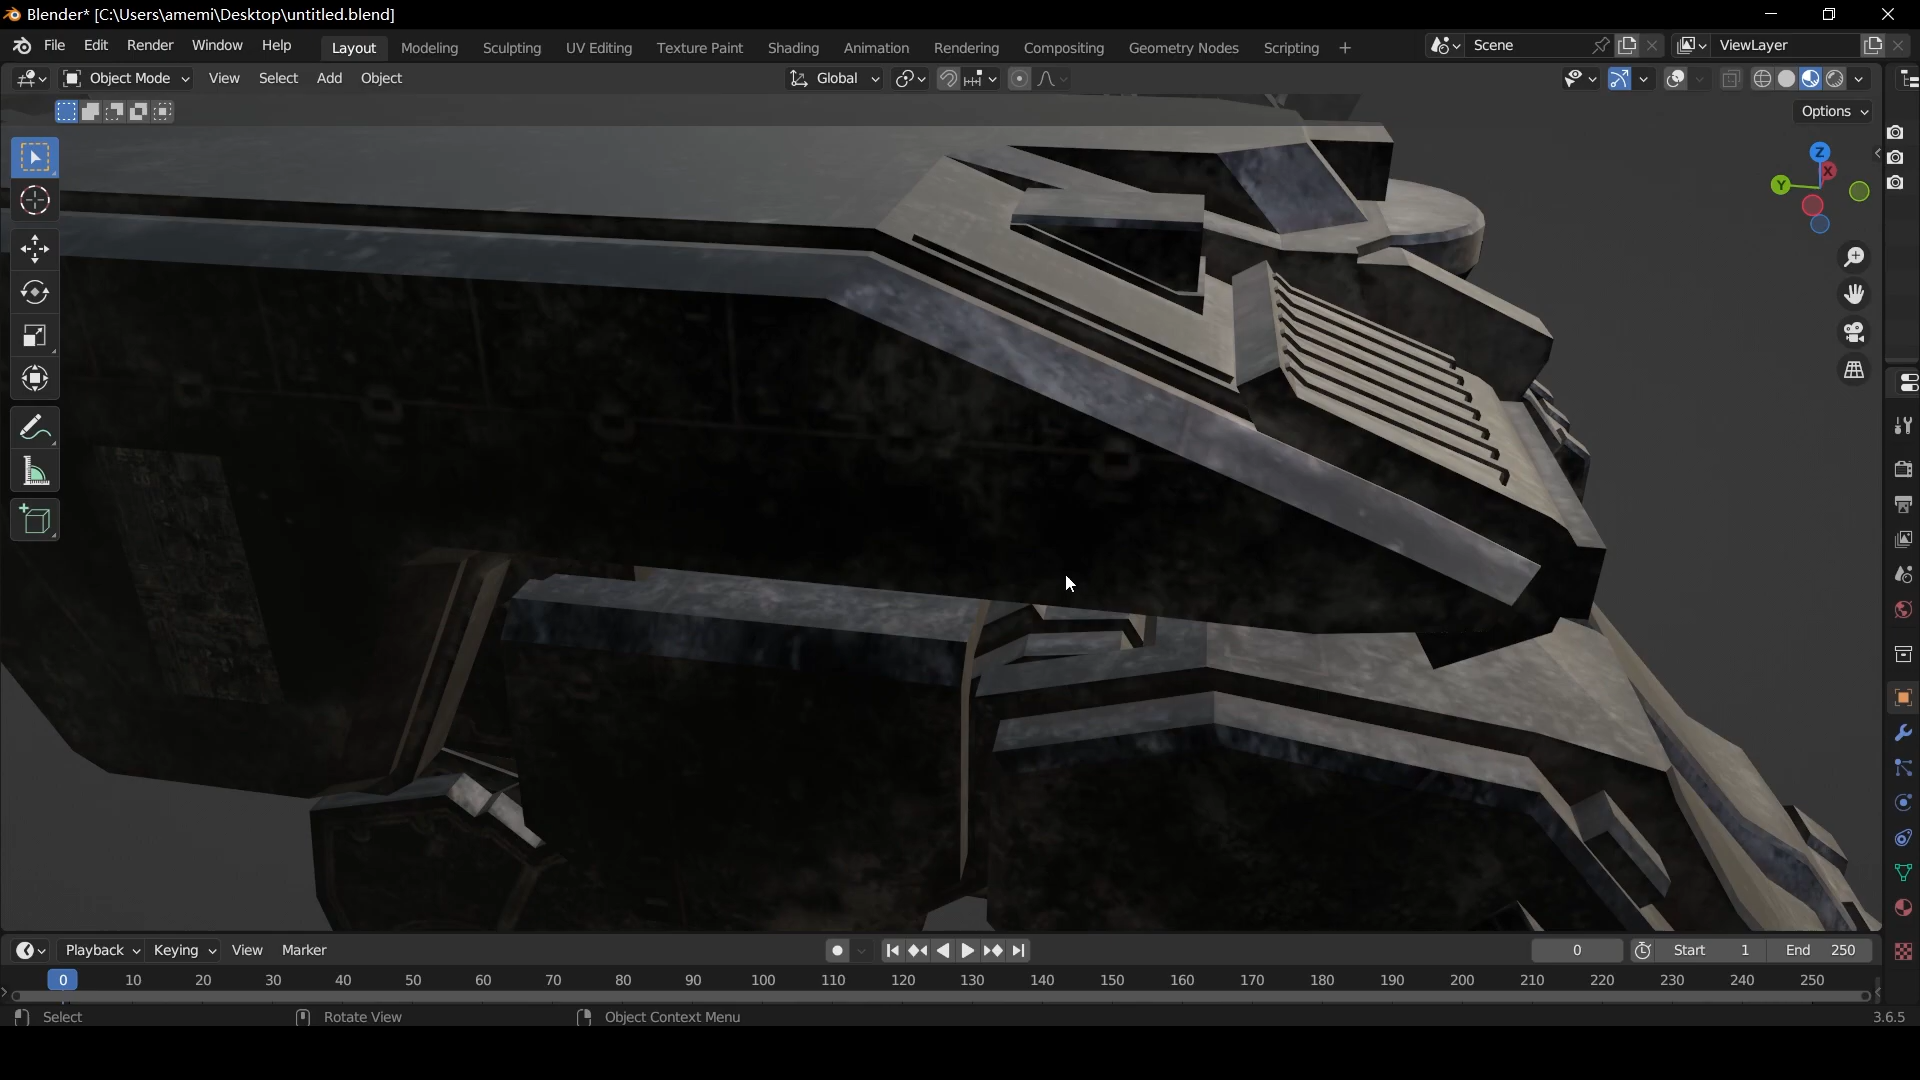 Blender* [C:\Users\amemi\Desktop\untitled.blend]
File Edit Render Window Help Layout Modeling Sculpting UV Editing Texture Paint Shading Animation Rendering Compositing Geometry Nodes Scripting + Scene ViewLayer
Object Mode View Select Add Object Global
Options
Z
X
Y
Playback Keying View Marker 0 Start 1 End 250
0 10 20 30 40 50 60 70 80 90 100 110 120 130 140 150 160 170 180 190 200 210 220 230 240 250
Select Rotate View Object Context Menu 3.6.5